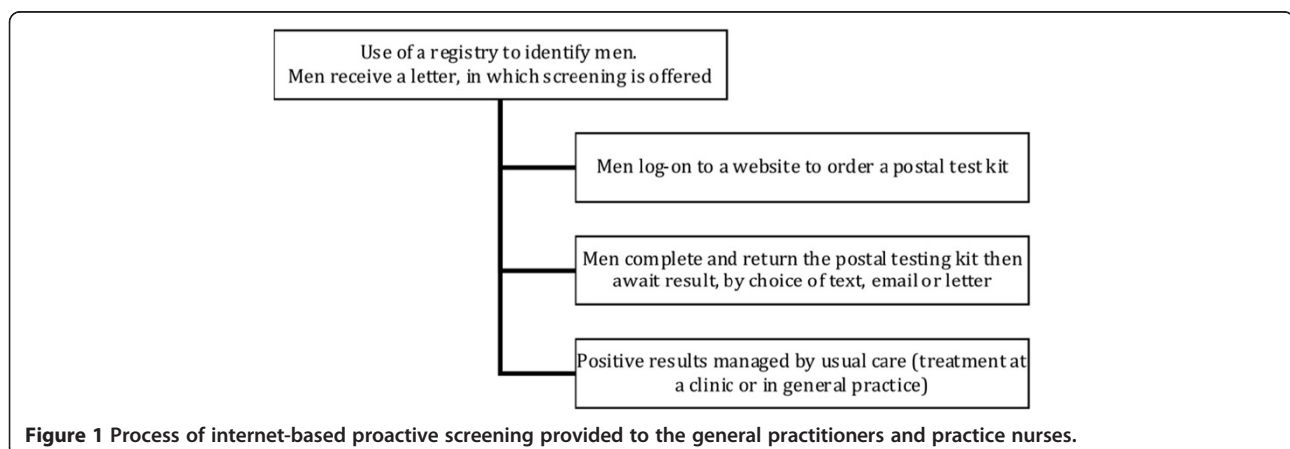 Use of a registry to identify men.
Men receive a letter, in which screening is offered
Men log-on to a website to order a postal test kit
Men complete and return the postal testing kit then
await result, by choice of text, email or letter
Positive results managed by usual care (treatment at
a clinic or in general practice)
Figure 1 Process of internet-based proactive screening provided to the general practitioners and practice nurses.